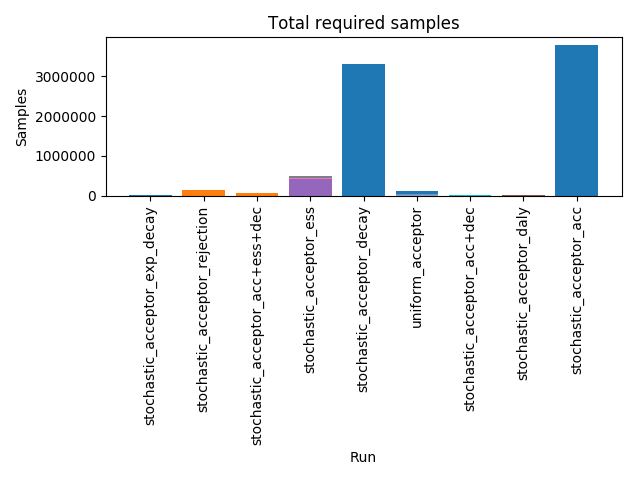 Total required samples
Samples
3000000
2000000
1000000
0
stochastic_acceptor_exp_decay
stochastic_acceptor_rejection
stochastic_acceptor_acc+ess+dec
stochastic_acceptor_ess
stochastic_acceptor_decay
uniform_acceptor
stochastic_acceptor_acc+dec
stochastic_acceptor_daly
stochastic_acceptor_acc
Run